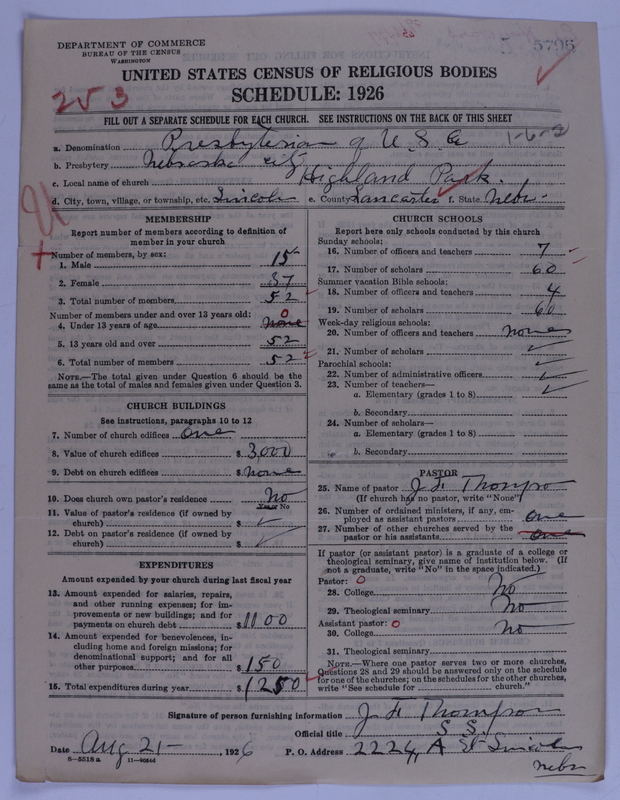 DEPARTMENT OF COMMERCE
BUREAU OF THE CENSUS
WASHINGTON
5796
UNITED STATES CENSUS OF RELIGIOUS BODIES
253
SCHEDULE: 1926
FILL OUT A SEPARATE SCHEDULE FOR EACH CHURCH. SEE INSTRUCTIONS ON THE BACK OF THIS SHEET
a. Denomination Presbyterian of U. S. A 1-6-2
b. Presbytery Nebraska city
c. Local name of church Highland Park.
d. City, town, village, or township, etc. Lincoln e. County Lancaster f. State Nebr.
MEMBERSHIP
Report number of members according to definition of
member in your church
Number of members, by sex:
1. Male 15
2. Female 37
3. Total number of members 52
Number of members under and over 13 years old: 0
4. Under 13 years of age none
5. 13 years old and over 52
6. Total number of members 52
NOTE.—The total given under Question 6 should be
same as the total of males and females given under Question 3.
CHURCH BUILDINGS
See instructions, paragraphs 10 to 12
7. Number of church edifices one
8. Value of church edifices $ 3,000
9. Debt on church edifices $ none
10. Does church own pastor's residence No
Yes or No
11. Value of pastor's residence (if owned by
church) $
12. Debt on pastor's residence (if owned by
church) $
EXPENDITURES
Amount expended by your church during last fiscal year
13. Amount expended for salaries, repairs,
and other running expenses; for im-
provements or new buildings; and for
payments on church debt $ 1100
14. Amount expended for benevolences, in-
cluding home and foreign missions; for
denominational support; and for all
other purposes $ 150
15. Total expenditures during year $ 1250
CHURCH SCHOOLS
Report here only schools conducted by this church
Sunday schools:
16. Number of officers and teachers 7
17. Number of scholars 60
Summer vacation Bible schools:
18. Number of officers and teachers 4
19. Number of scholars 60
Week-day religious schools:
20. Number of officers and teachers none
21. Number of scholars
Parochial schools:
22. Number of administrative officers
23. Number of teachers—
a. Elementary (grades 1 to 8)
b. Secondary
24. Number of scholars—
a. Elementary (grades 1 to 8)
b. Secondary
PASTOR
25. Name of pastor
(If church has no pastor, write "None")
26. Number of ordained ministers, if any, em-
ployed as assistant pastors one
27. Number of other churches served by the
pastor or his assistants one
If pastor (or assistant pastor) is a graduate of a college or
theological seminary, give name of institution below. (If
not a graduate, write "No" in the space indicated.)
Pastor: 0
28. College No
29. Theological seminary No
Assistant pastor: 0
30. College No
31. Theological seminary
NOTE.—Where one pastor serves two or more churches,
Questions 28 and 29 should be answered only on the schedule
for one of the churches; on the schedules for the other churches,
write "See schedule for church."
Signature of person furnishing information Thompson
Official title S. S.
Date Aug 21 , 1926 P. O. Address A St Lincoln
Nebr
8—5518 a